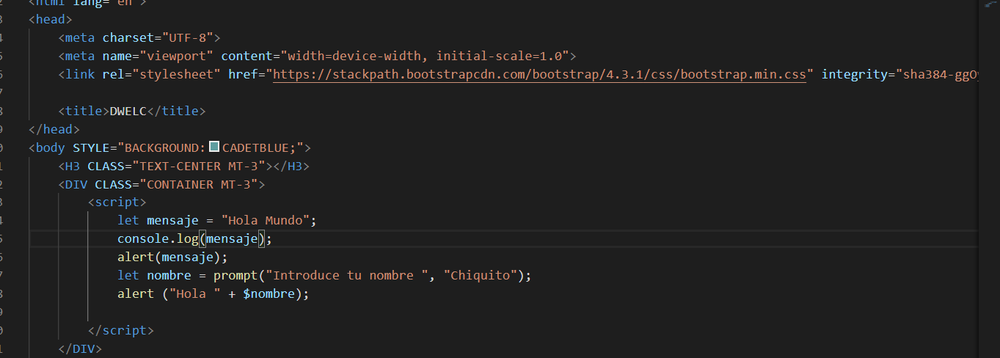 <html lang="en">
<head>
<meta charset="UTF-8">
<meta name="viewport" content="width=device-width, initial-scale=1.0">
<link rel="stylesheet" href="https://stackpath.bootstrapcdn.com/bootstrap/4.3.1/css/bootstrap.min.css" integrity="sha384-ggOy
<title>DWELC</title>
</head>
<body STYLE="BACKGROUND: CADETBLUE;">
<H3 CLASS="TEXT-CENTER MT-3"></H3>
<DIV CLASS="CONTAINER MT-3">
<script>
let mensaje = "Hola Mundo";
console.log(mensaje);
alert(mensaje);
let nombre = prompt("Introduce tu nombre ", "Chiquito");
alert ("Hola " + $nombre);
</script>
</DIV>